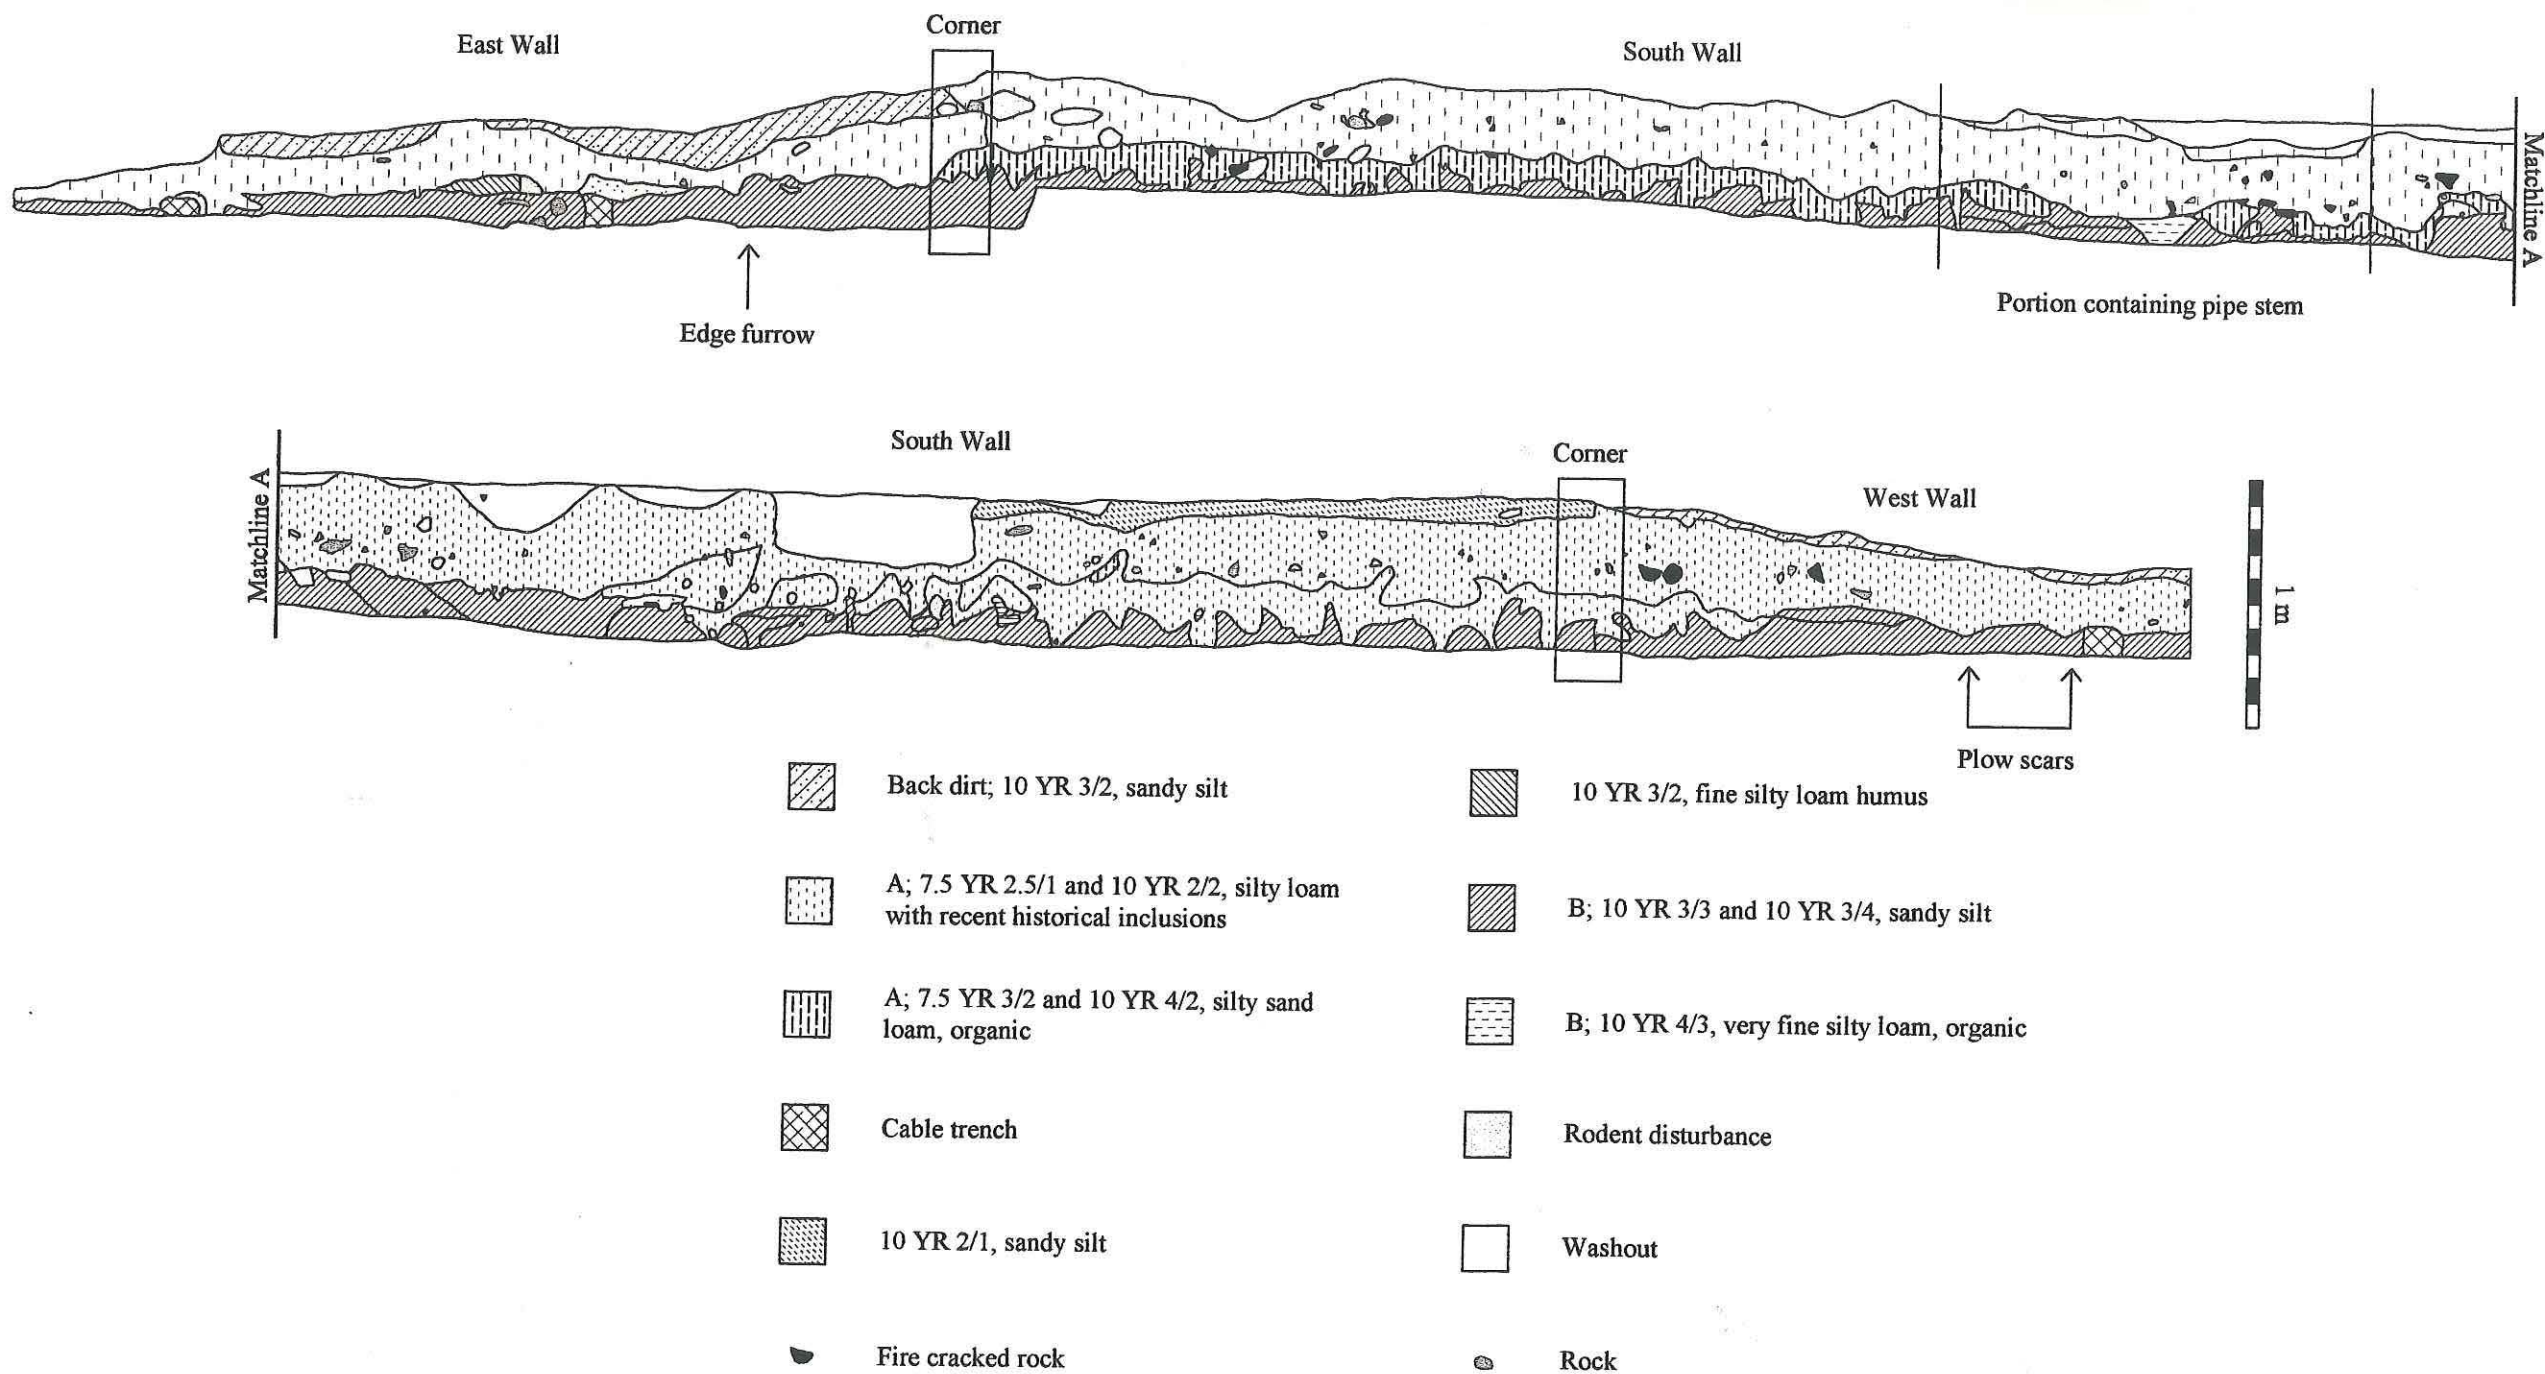 Corner
East Wall
South Wall
Matchline A
Portion containing pipe stem
Edge furrow
South Wall
Corner
West Wall
Matchline A
1 m
Plow scars
Back dirt; 10 YR 3/2, sandy silt
10 YR 3/2, fine silty loam humus
A; 7.5 YR 2.5/1 and 10 YR 2/2, silty loam
with recent historical inclusions
B; 10 YR 3/3 and 10 YR 3/4, sandy silt
A; 7.5 YR 3/2 and 10 YR 4/2, silty sand
loam, organic
B; 10 YR 4/3, very fine silty loam, organic
Cable trench
Rodent disturbance
10 YR 2/1, sandy silt
Washout
Fire cracked rock
Rock